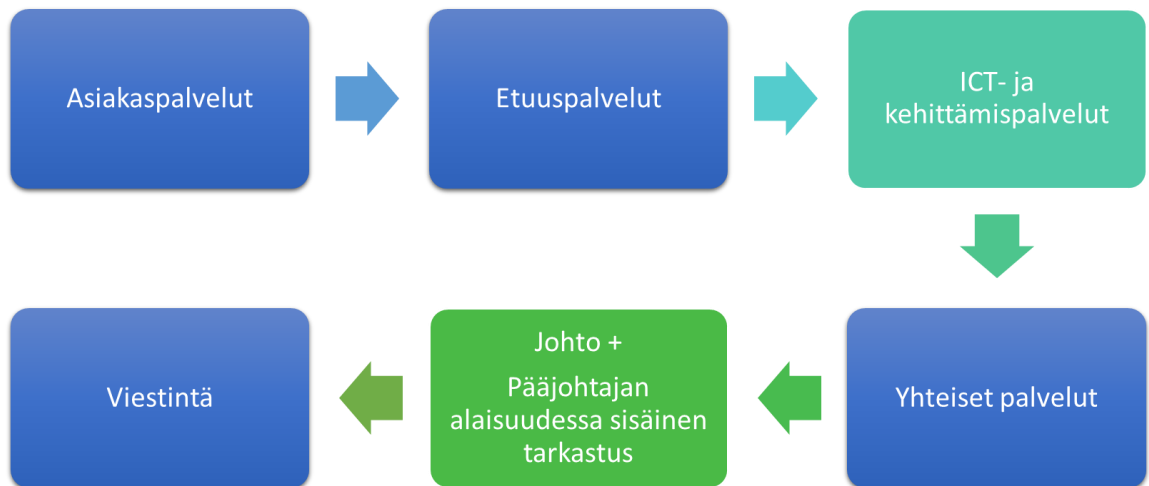 Asiakaspalvelut
Etuuspalvelut
ICT- ja
kehittämispalvelut
Viestintä
Johto +
Pääjohtajan
alaisuudessa sisäinen
tarkastus
Yhteiset palvelut